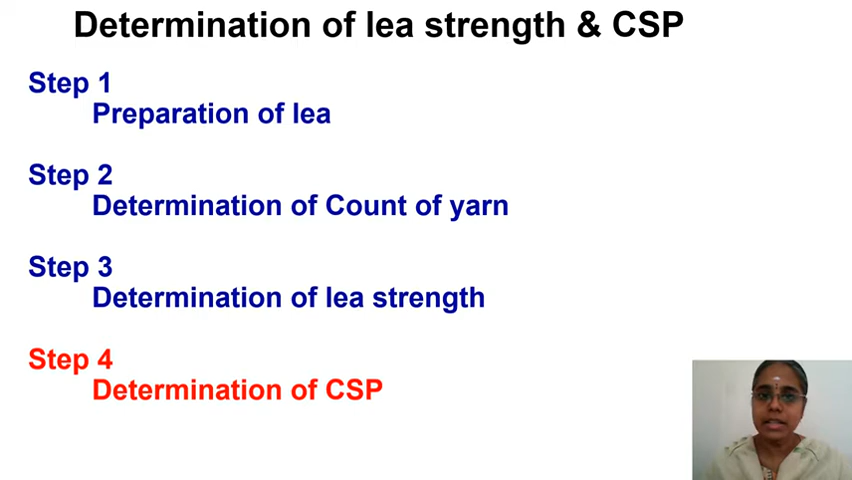 Determination of lea strength & CSP
Step 1
Preparation of lea
Step 2
Determination of Count of yarn
Step 3
Determination of lea strength
Step 4
Determination of CSP